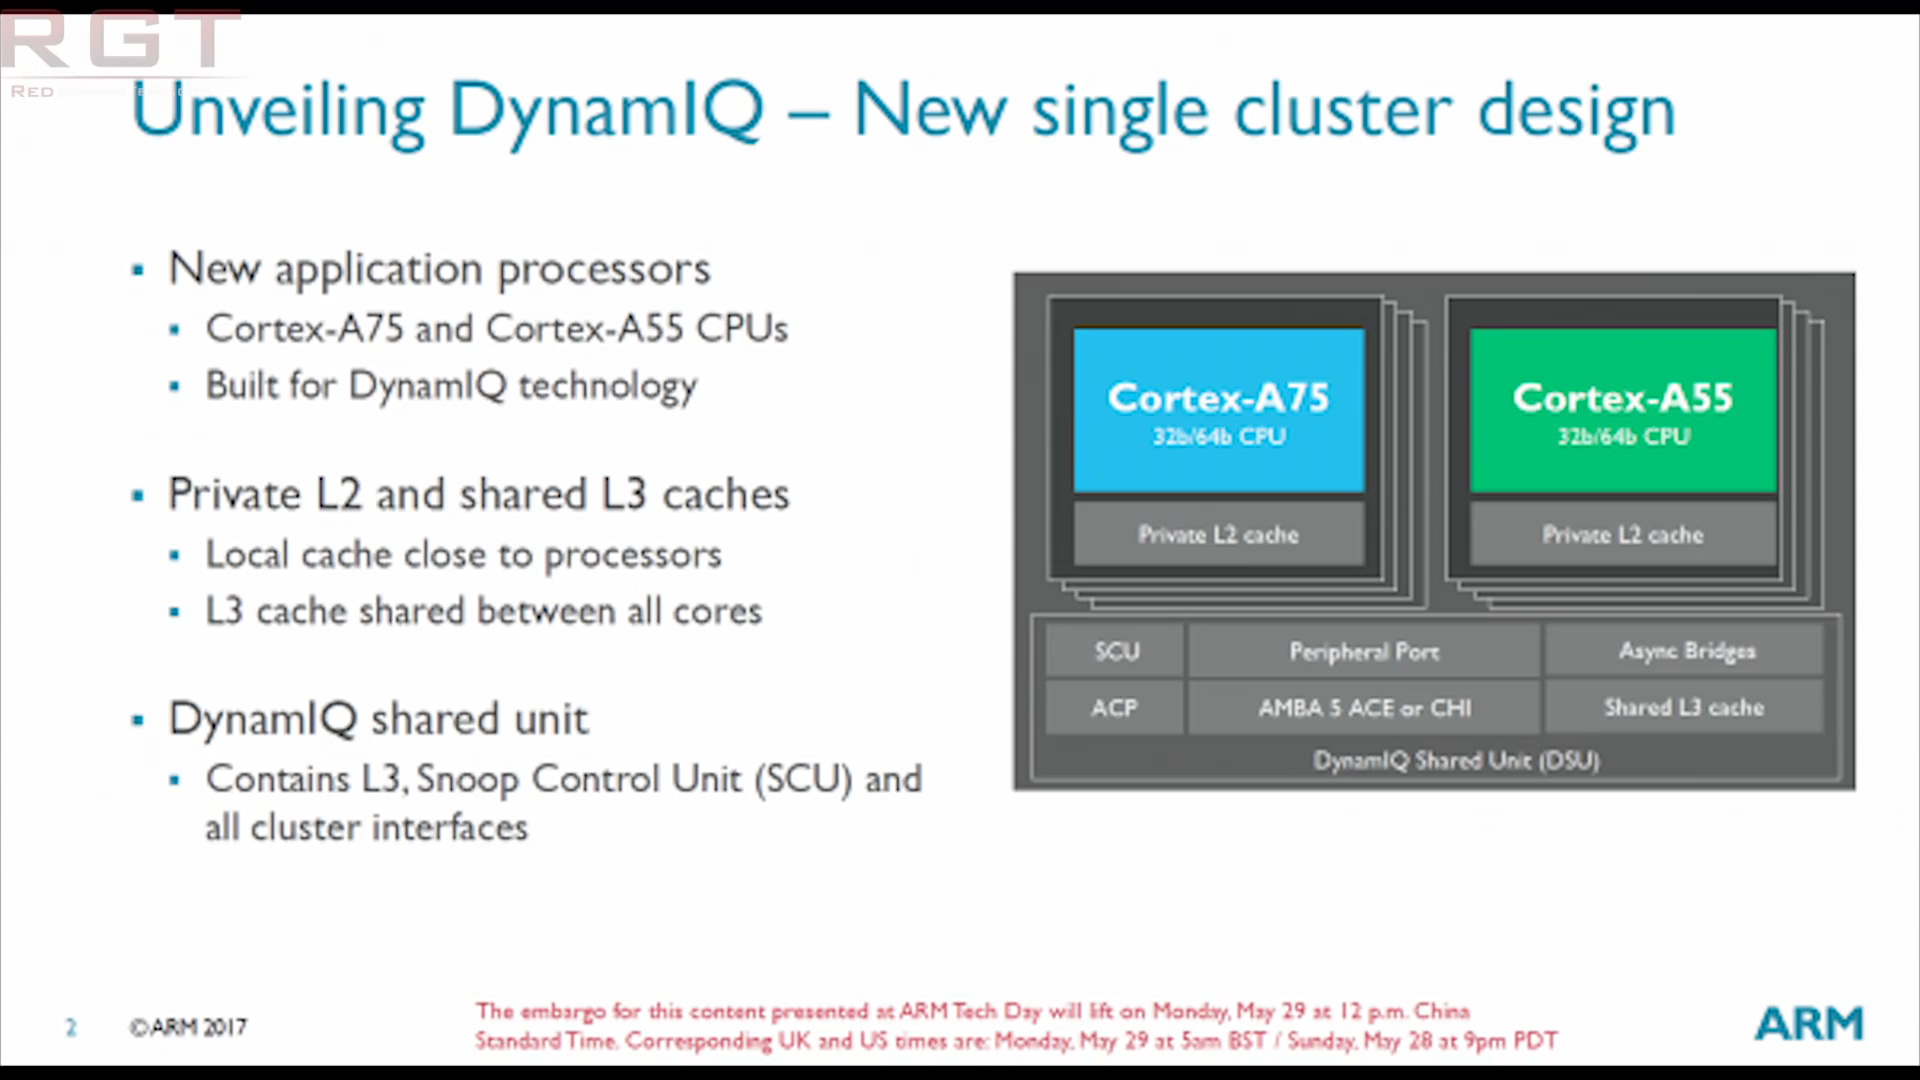 RGT
RED
Unveiling DynamIQ – New single cluster design
▪ New application processors
▪ Cortex-A75 and Cortex-A55 CPUs
▪ Built for DynamIQ technology
▪ Private L2 and shared L3 caches
▪ Local cache close to processors
▪ L3 cache shared between all cores
▪ DynamIQ shared unit
▪ Contains L3, Snoop Control Unit (SCU) and
all cluster interfaces
Cortex-A75
32b/64b CPU
Private L2 cache
Cortex-A55
32b/64b CPU
Private L2 cache
SCU Peripheral Port Async Bridges
ACP AMBA 5 ACE or CHI Shared L3 cache
DynamIQ Shared Unit (DSU)
2 ©ARM 2017
The embargo for this content presented at ARM Tech Day will lift on Monday, May 29 at 12 p.m. China
Standard Time. Corresponding UK and US times are: Monday, May 29 at 5am BST / Sunday, May 28 at 9pm PDT
ARM